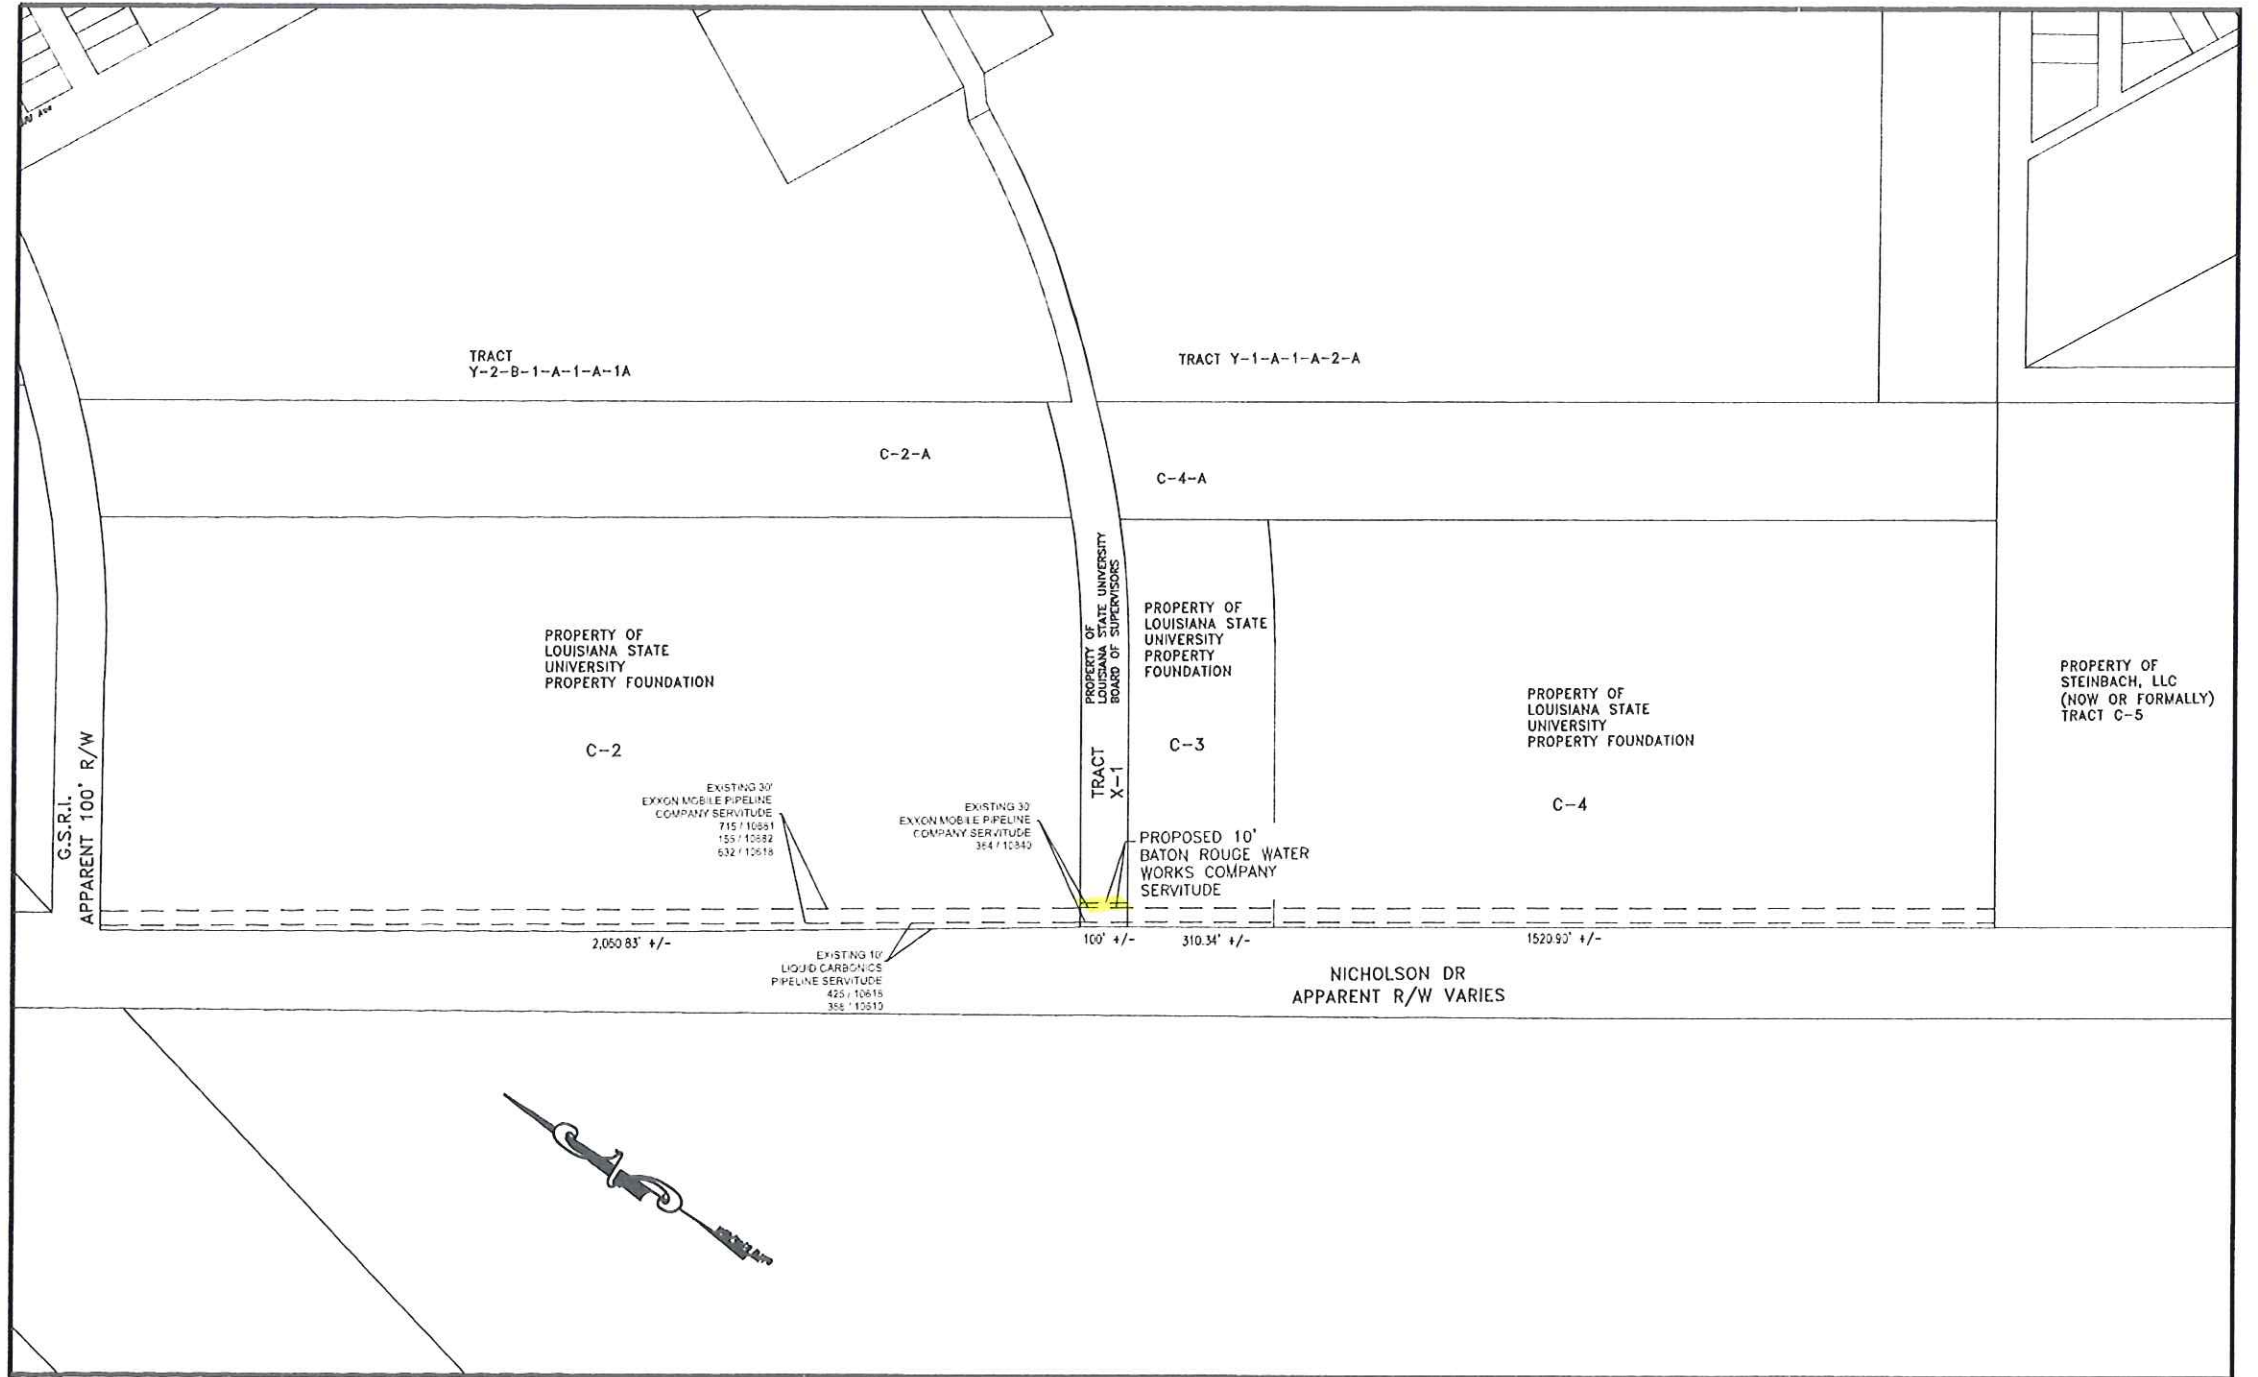 TRACT
Y-2-B-1-A-1-A-1A
TRACT Y-1-A-1-A-2-A
C-2-A
C-4-A
PROPERTY OF
LOUISIANA STATE
UNIVERSITY
PROPERTY FOUNDATION
C-2
PROPERTY OF
LOUISIANA STATE UNIVERSITY
BOARD OF SUPERVISORS
TRACT
X-1
PROPERTY OF
LOUISIANA STATE
UNIVERSITY
PROPERTY
FOUNDATION
C-3
PROPERTY OF
LOUISIANA STATE
UNIVERSITY
PROPERTY FOUNDATION
C-4
PROPERTY OF
STEINBACH, LLC
(NOW OR FORMALLY)
TRACT C-5
G.S.R.I.
APPARENT 100' R/W
EXISTING 30'
EXXON MOBILE PIPELINE
COMPANY SERVITUDE
715 / 10681
155 / 10682
632 / 10618
EXISTING 30'
EXXON MOBILE PIPELINE
COMPANY SERVITUDE
364 / 10840
PROPOSED 10'
BATON ROUGE WATER
WORKS COMPANY
SERVITUDE
2,050.83' +/-
100' +/-
310.34' +/-
1520.90' +/-
EXISTING 10'
LIQUID CARBONICS
PIPELINE SERVITUDE
425 / 10615
358 / 10610
NICHOLSON DR
APPARENT R/W VARIES